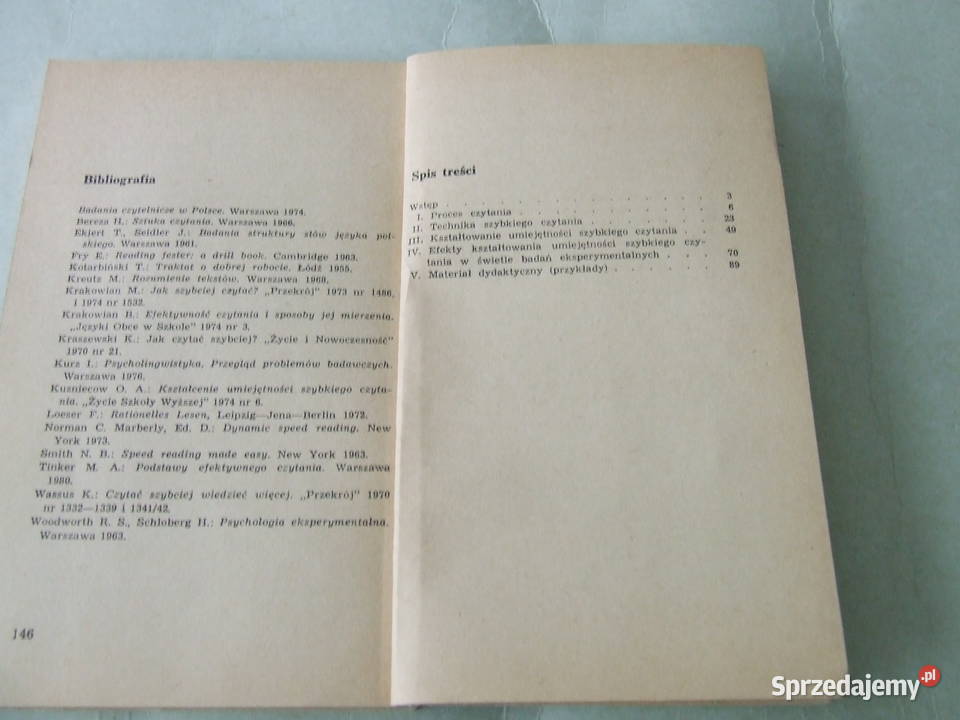 Bibliografia
Badania czytelnicze w Polsce. Warszawa 1974.
Bereza H.: Sztuka czytania. Warszawa 1966.
Ekiert T., Seidler J.: Badania struktury słów języka pol-
skiego. Warszawa 1961.
Fry E.: Reading fester: a drill book. Cambridge 1963.
Kotarbiński T.: Traktat o dobrej robocie. Łódź 1955.
Kreutz M.: Rozumienie tekstów. Warszawa 1968.
Krakowian M.: Jak szybciej czytać? „Przekrój" 1973 nr 1486,
i 1974 nr 1532.
Krakowian B.: Efektywność czytania i sposoby jej mierzenia.
„Języki Obce w Szkole" 1974 nr 3.
Kraszewski K.: Jak czytać szybciej? „Życie i Nowoczesność"
1970 nr 21.
Kurz I.: Psycholingwistyka. Przegląd problemów badawczych.
Warszawa 1976.
Kuzniecow O. A.: Kształcenie umiejętności szybkiego czyta-
nia. „Życie Szkoły Wyższej" 1974 nr 6.
Loeser F.: Rationelles Lesen, Leipzig—Jena—Berlin 1972.
Norman C. Marberly, Ed. D.: Dynamic speed reading. New
York 1973.
Smith N. B.: Speed reading made easy. New York 1963.
Tinker M. A.: Podstawy efektywnego czytania. Warszawa
1980.
Wassus K.: Czytać szybciej wiedzieć więcej. „Przekrój" 1970
nr 1332—1339 i 1341/42.
Woodworth R. S., Schloberg H.: Psychologia eksperymentalna.
Warszawa 1963.
146
Spis treści
Wstęp . . . . . . . . . . . . . . . 3
I. Proces czytania . . . . . . . . . . . 6
II. Technika szybkiego czytania . . . . . . . 23
III. Kształtowanie umiejętności szybkiego czytania . . 49
IV. Efekty kształtowania umiejętności szybkiego czy-
tania w świetle badań eksperymentalnych . . . 70
V. Materiał dydaktyczny (przykłady) . . . . . 89
Sprzedajemy.pl